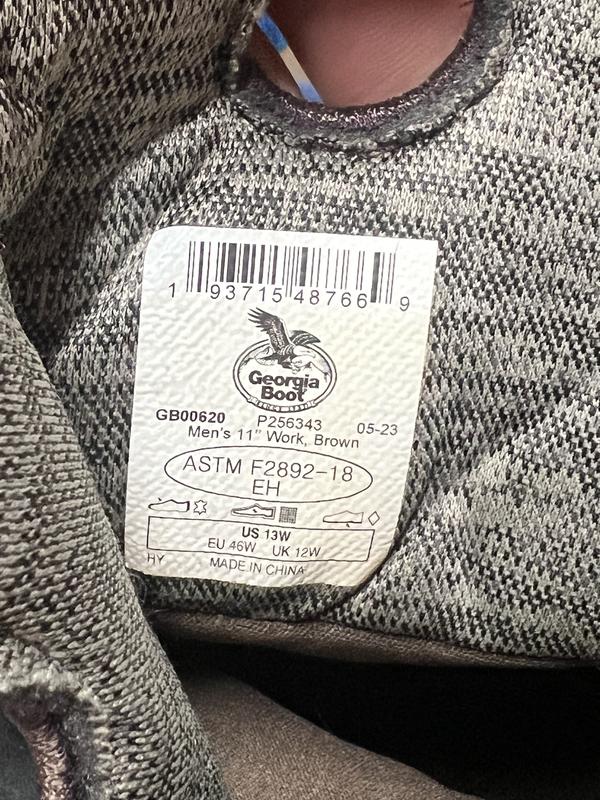 1 93715 48766 9
Georgia
Boot
GB00620 P256343 05-23
Men's 11" Work, Brown
ASTM F2892-18
EH
US 13W
EU 46W UK 12W
HY MADE IN CHINA